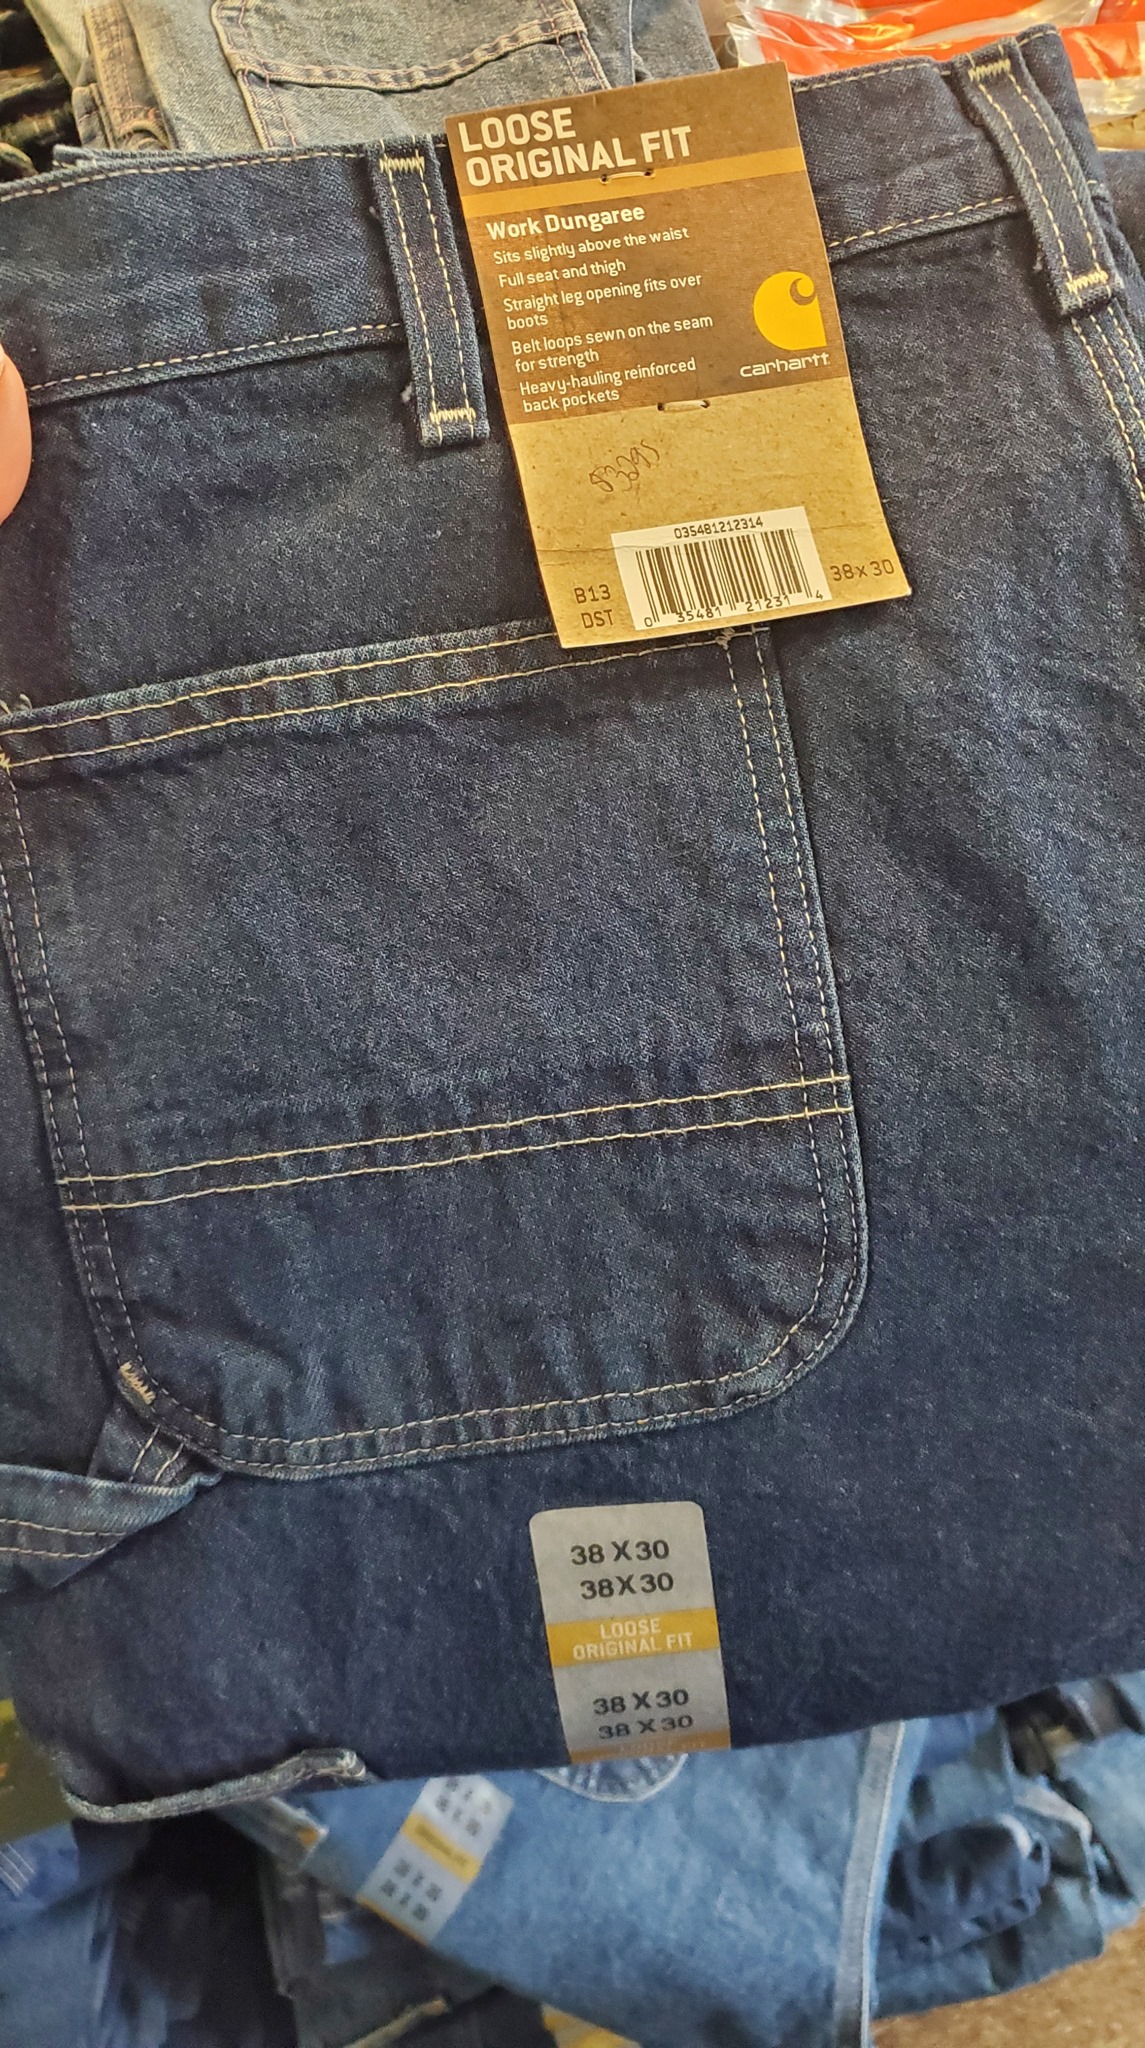 LOOSE
ORIGINAL FIT
Work Dungaree
Sits slightly above the waist
Full seat and thigh
Straight leg opening fits over
boots
Belt loops sewn on the seam
for strength
Heavy-hauling reinforced
back pockets
carhartt
035481212314
B13
DST
0 35481 21231 4
38x30
38 X 30
38 X 30
LOOSE
ORIGINAL FIT
38 X 30
38 X 30